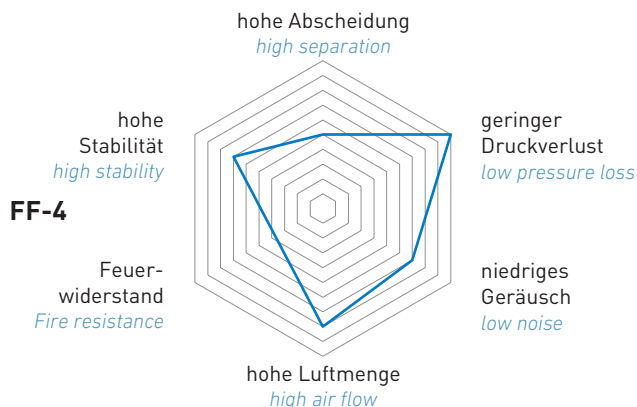 hohe Abscheidung
high separation
hohe
Stabilität
high stability
geringer
Druckverlust
low pressure loss
FF-4
Feuer-
widerstand
Fire resistance
niedriges
Geräusch
low noise
hohe Luftmenge
high air flow